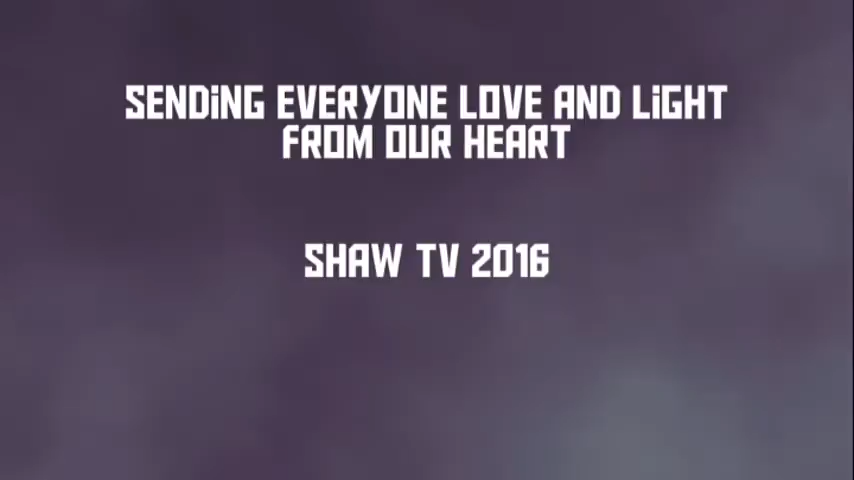 SENDiNG EVERYONE LOVE AND LiGHT
FROM OUR HEART
SHAW TV 2016